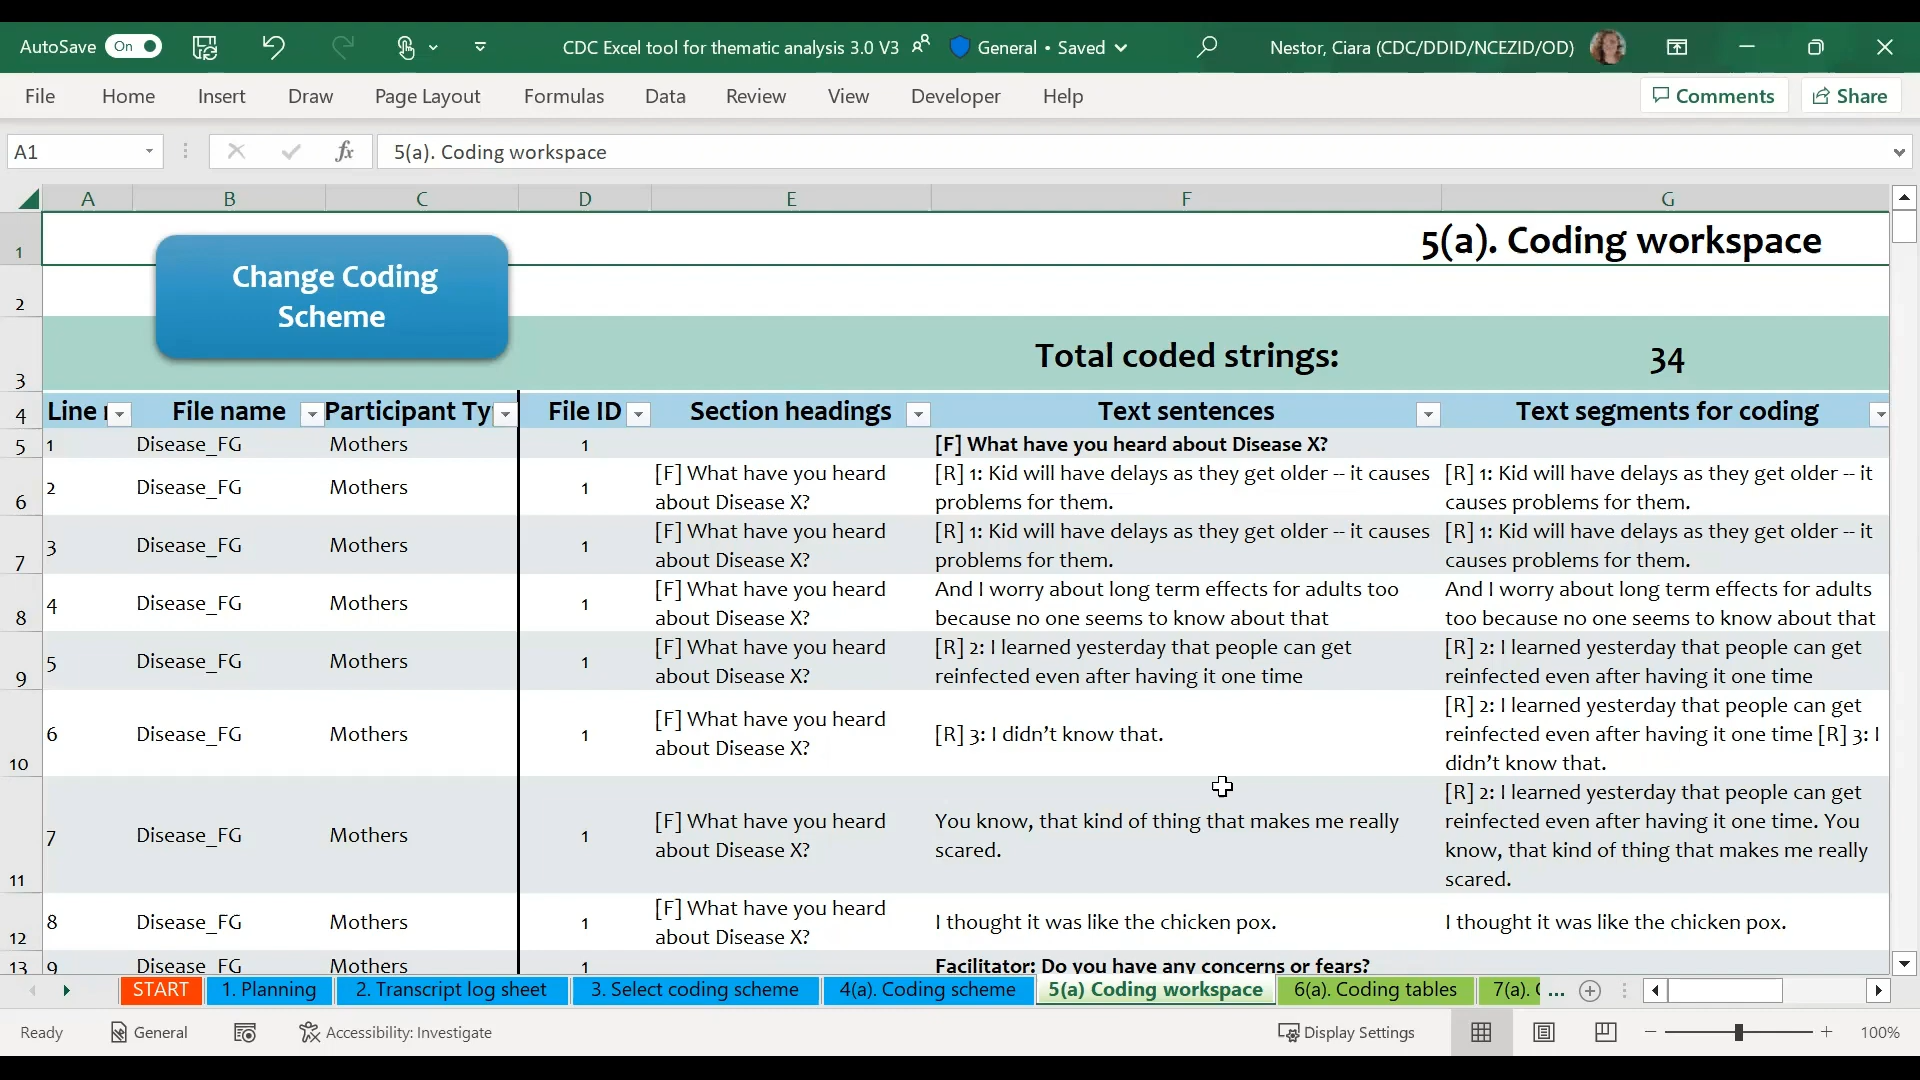 AutoSave On CDC Excel tool for thematic analysis 3.0 V3 General • Saved Nestor, Ciara (CDC/DDID/NCEZID/OD)
File Home Insert Draw Page Layout Formulas Data Review View Developer Help Comments Share
A1 fx 5(a). Coding workspace
A B C D E F G
1 5(a). Coding workspace
Change Coding
Scheme
2
3 Total coded strings: 34
4 Line File name Participant Ty File ID Section headings Text sentences Text segments for coding
5 1 Disease_FG Mothers 1 [F] What have you heard about Disease X?
6 2 Disease_FG Mothers 1 [F] What have you heard
about Disease X? [R] 1: Kid will have delays as they get older -- it causes
problems for them. [R] 1: Kid will have delays as they get older -- it
causes problems for them.
7 3 Disease_FG Mothers 1 [F] What have you heard
about Disease X? [R] 1: Kid will have delays as they get older -- it causes
problems for them. [R] 1: Kid will have delays as they get older -- it
causes problems for them.
8 4 Disease_FG Mothers 1 [F] What have you heard
about Disease X? And I worry about long term effects for adults too
because no one seems to know about that And I worry about long term effects for adults
too because no one seems to know about that
9 5 Disease_FG Mothers 1 [F] What have you heard
about Disease X? [R] 2: I learned yesterday that people can get
reinfected even after having it one time [R] 2: I learned yesterday that people can get
reinfected even after having it one time
10 6 Disease_FG Mothers 1 [F] What have you heard
about Disease X? [R] 3: I didn’t know that. [R] 2: I learned yesterday that people can get
reinfected even after having it one time [R] 3: I
didn’t know that.
11 7 Disease_FG Mothers 1 [F] What have you heard
about Disease X? You know, that kind of thing that makes me really
scared. [R] 2: I learned yesterday that people can get
reinfected even after having it one time. You
know, that kind of thing that makes me really
scared.
12 8 Disease_FG Mothers 1 [F] What have you heard
about Disease X? I thought it was like the chicken pox. I thought it was like the chicken pox.
13 9 Disease_FG Mothers 1 Facilitator: Do you have any concerns or fears?
START 1. Planning 2. Transcript log sheet 3. Select coding scheme 4(a). Coding scheme 5(a) Coding workspace 6(a). Coding tables 7(a). ...
Ready General Accessibility: Investigate Display Settings 100%